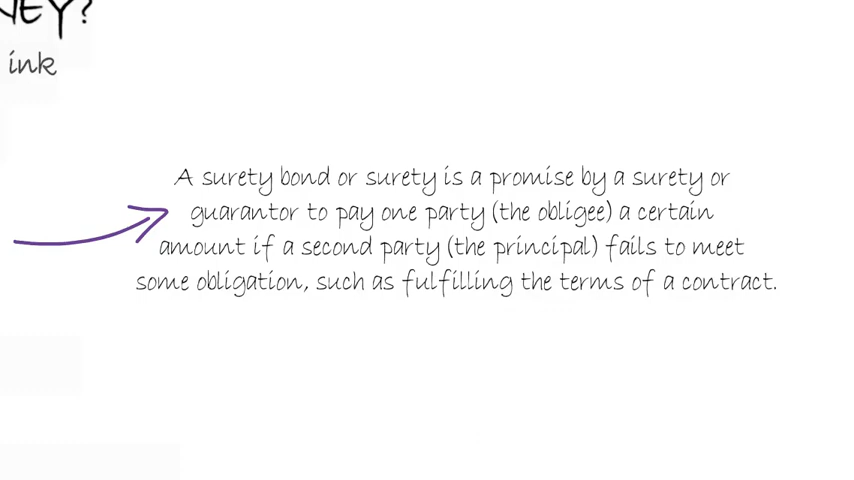 ink
A surety bond or surety is a promise by a surety or
guarantor to pay one party (the obligee) a certain
amount if a second party (the principal) fails to meet
some obligation, such as fulfilling the terms of a contract.